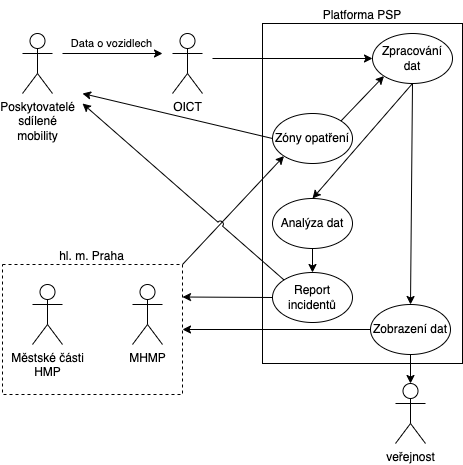 Platforma PSP
Data o vozidlech
Zpracování
dat
Poskytovatelé
sdílené
mobility
OICT
Zóny opatření
Analýza dat
hl. m. Praha
Report
incidentů
Městské části
HMP
MHMP
Zobrazení dat
veřejnost